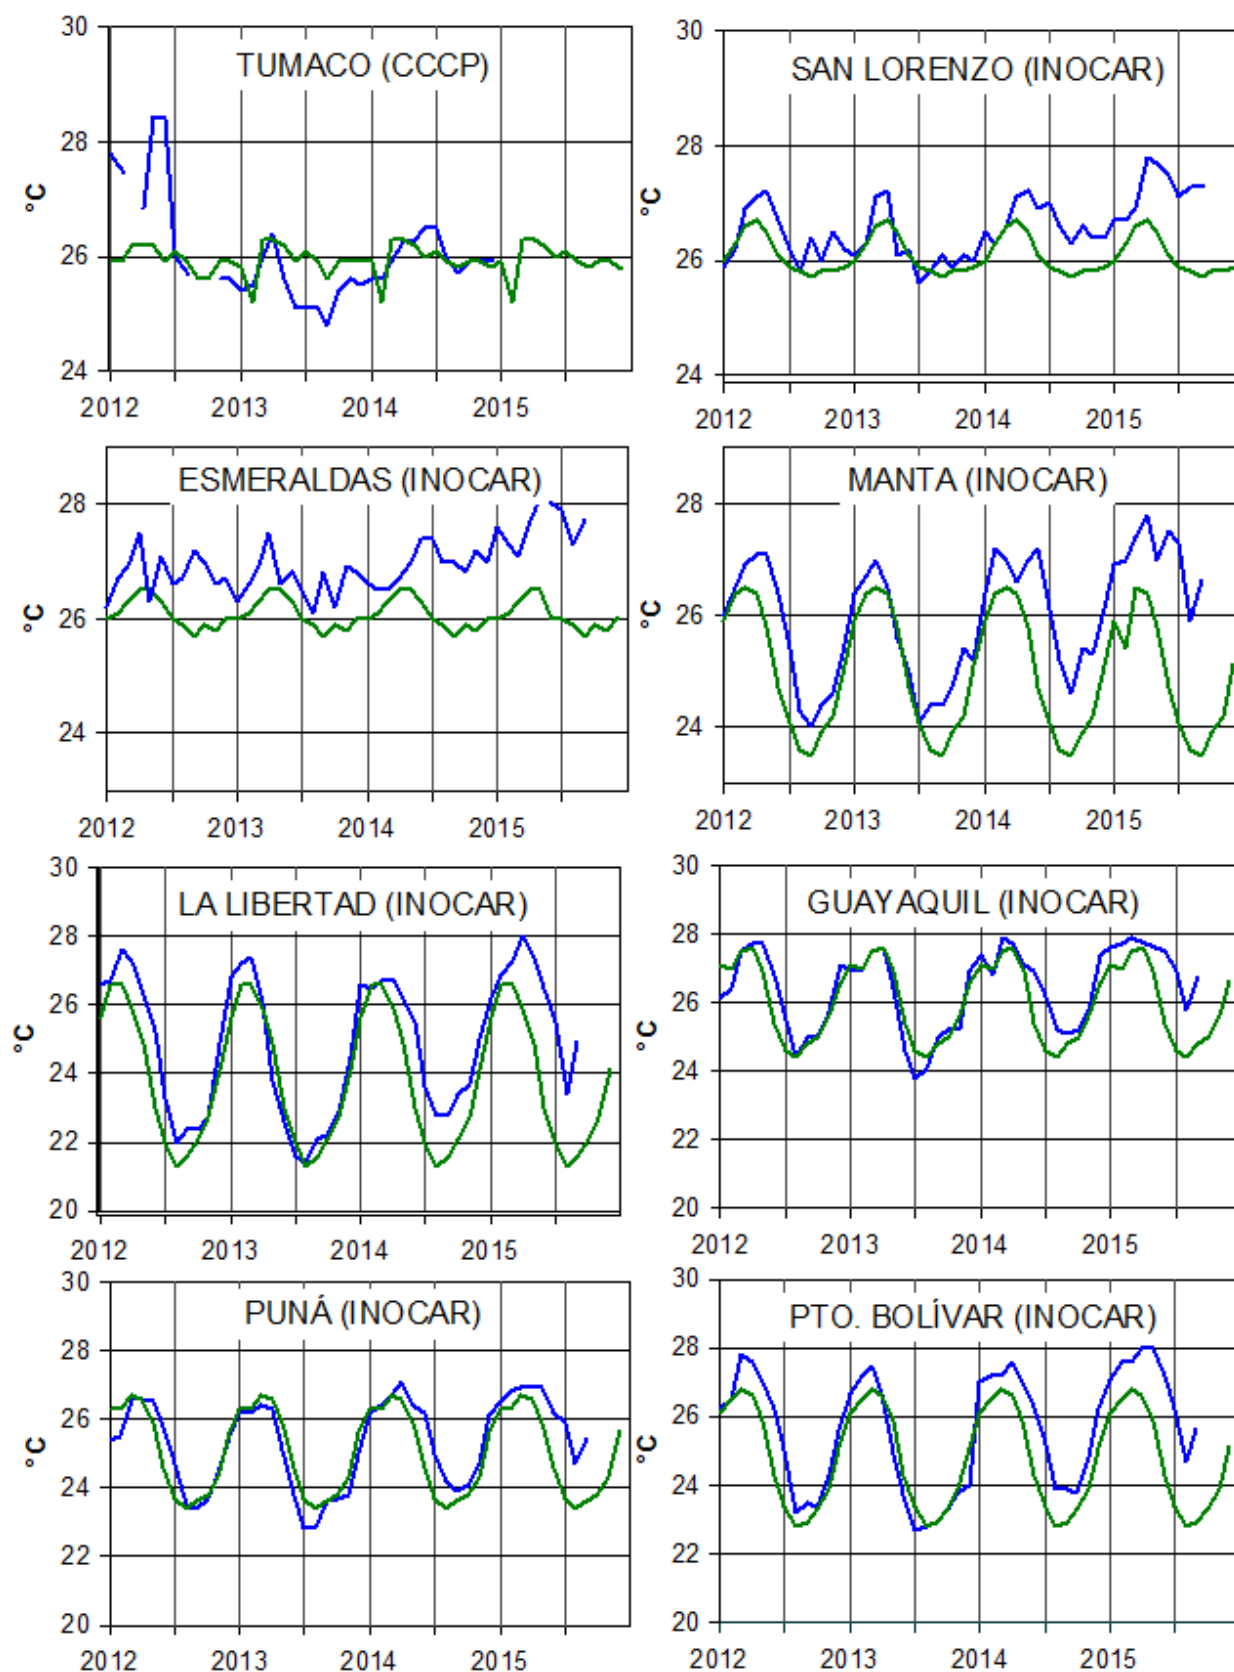 30
TUMACO (CCCP)
28
°C
26
24
2012 2013 2014 2015
30
SAN LORENZO (INOCAR)
28
°C
26
24
2012 2013 2014 2015
ESMERALDAS (INOCAR)
28
26
°C
24
2012 2013 2014 2015
MANTA (INOCAR)
28
26
°C
24
2012 2013 2014 2015
30
LA LIBERTAD (INOCAR)
28
26
°C
24
22
20
2012 2013 2014 2015
30
GUAYAQUIL (INOCAR)
28
26
°C
24
22
20
2012 2013 2014 2015
30
PUNÁ (INOCAR)
28
26
°C
24
22
20
2012 2013 2014 2015
30
PTO. BOLÍVAR (INOCAR)
28
26
°C
24
22
20
2012 2013 2014 2015